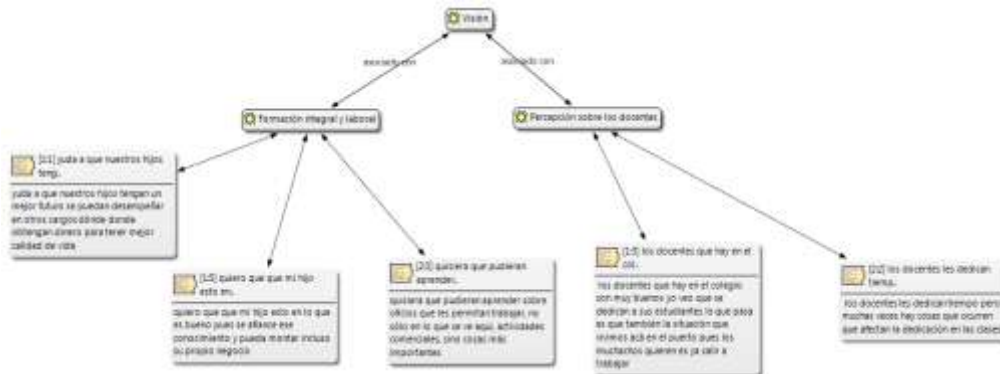 Visión
asociado con
asociado con
Formación integral y laboral
Percepción sobre los docentes
yuda a que nuestros hijos
teng..
yuda a que nuestros hijos tengan un
mejor futuro se puedan desempeñar
en otros cargos dónde donde
obtengan dinero para tener mejor
calidad de vida
quiero que que mi hijo
esto en..
quiero que que mi hijo esto en lo que
es bueno pues se afiance ese
conocimiento y pueda montar incluso
su propio negocio
quisiera que pudieran
aprender..
quisiera que pudieran aprender sobre
oficios que les permitan trabajar, no
sólo en lo que se ve aquí, actividades
comerciales, sino cosas más
importantes
los docentes que hay en el
col..
los docentes que hay en el colegio
son muy buenos yo veo que se
dedican a sus estudiantes lo que pasa
es que también la situación que
vivimos acá en el puerto pues los
muchachos quieren es ya salir a
trabajar
los docentes les dedican
tiemp..
los docentes les dedican tiempo pero
muchas veces hay cosas que ocurren
que afectan la dedicación en las clases